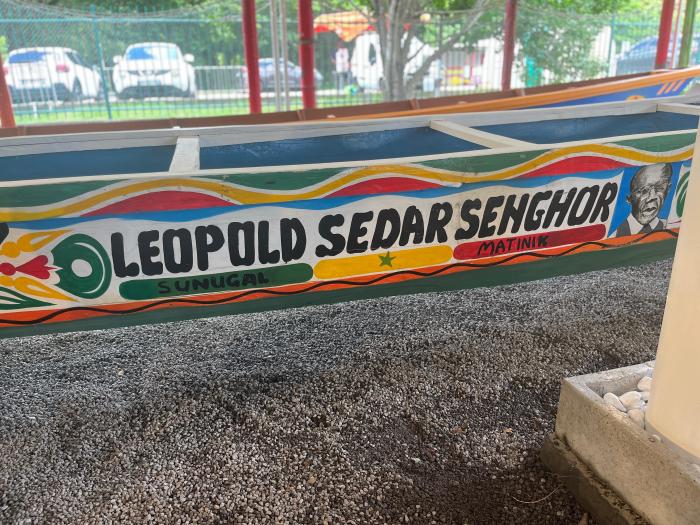 LEOPOLD SEDAR SENGHOR
SUNUGAL MATINIK